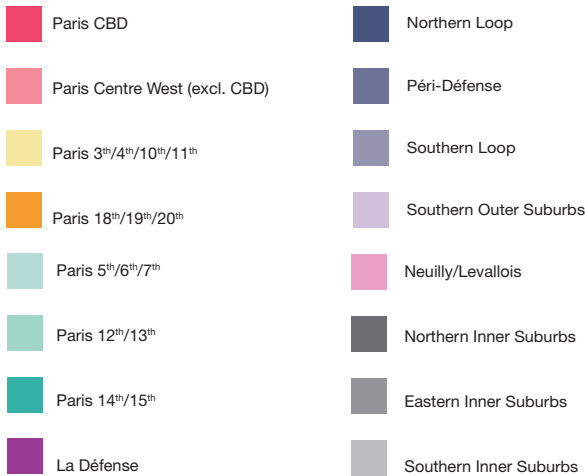 Paris CBD
Paris Centre West (excl. CBD)
Paris 3th/4th/10th/11th
Paris 18th/19th/20th
Paris 5th/6th/7th
Paris 12th/13th
Paris 14th/15th
La Défense
Northern Loop
Péri-Défense
Southern Loop
Southern Outer Suburbs
Neuilly/Levallois
Northern Inner Suburbs
Eastern Inner Suburbs
Southern Inner Suburbs